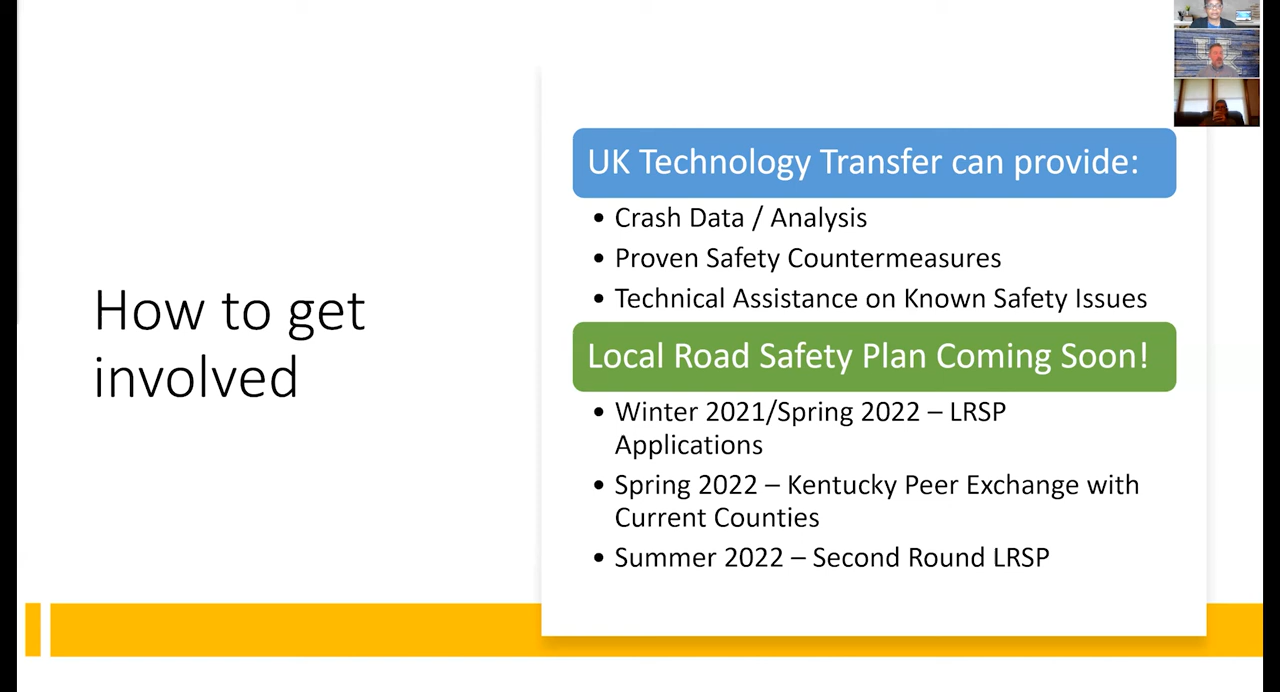 How to get
involved
UK Technology Transfer can provide:
• Crash Data / Analysis
• Proven Safety Countermeasures
• Technical Assistance on Known Safety Issues
Local Road Safety Plan Coming Soon!
• Winter 2021/Spring 2022 – LRSP
Applications
• Spring 2022 – Kentucky Peer Exchange with
Current Counties
• Summer 2022 – Second Round LRSP